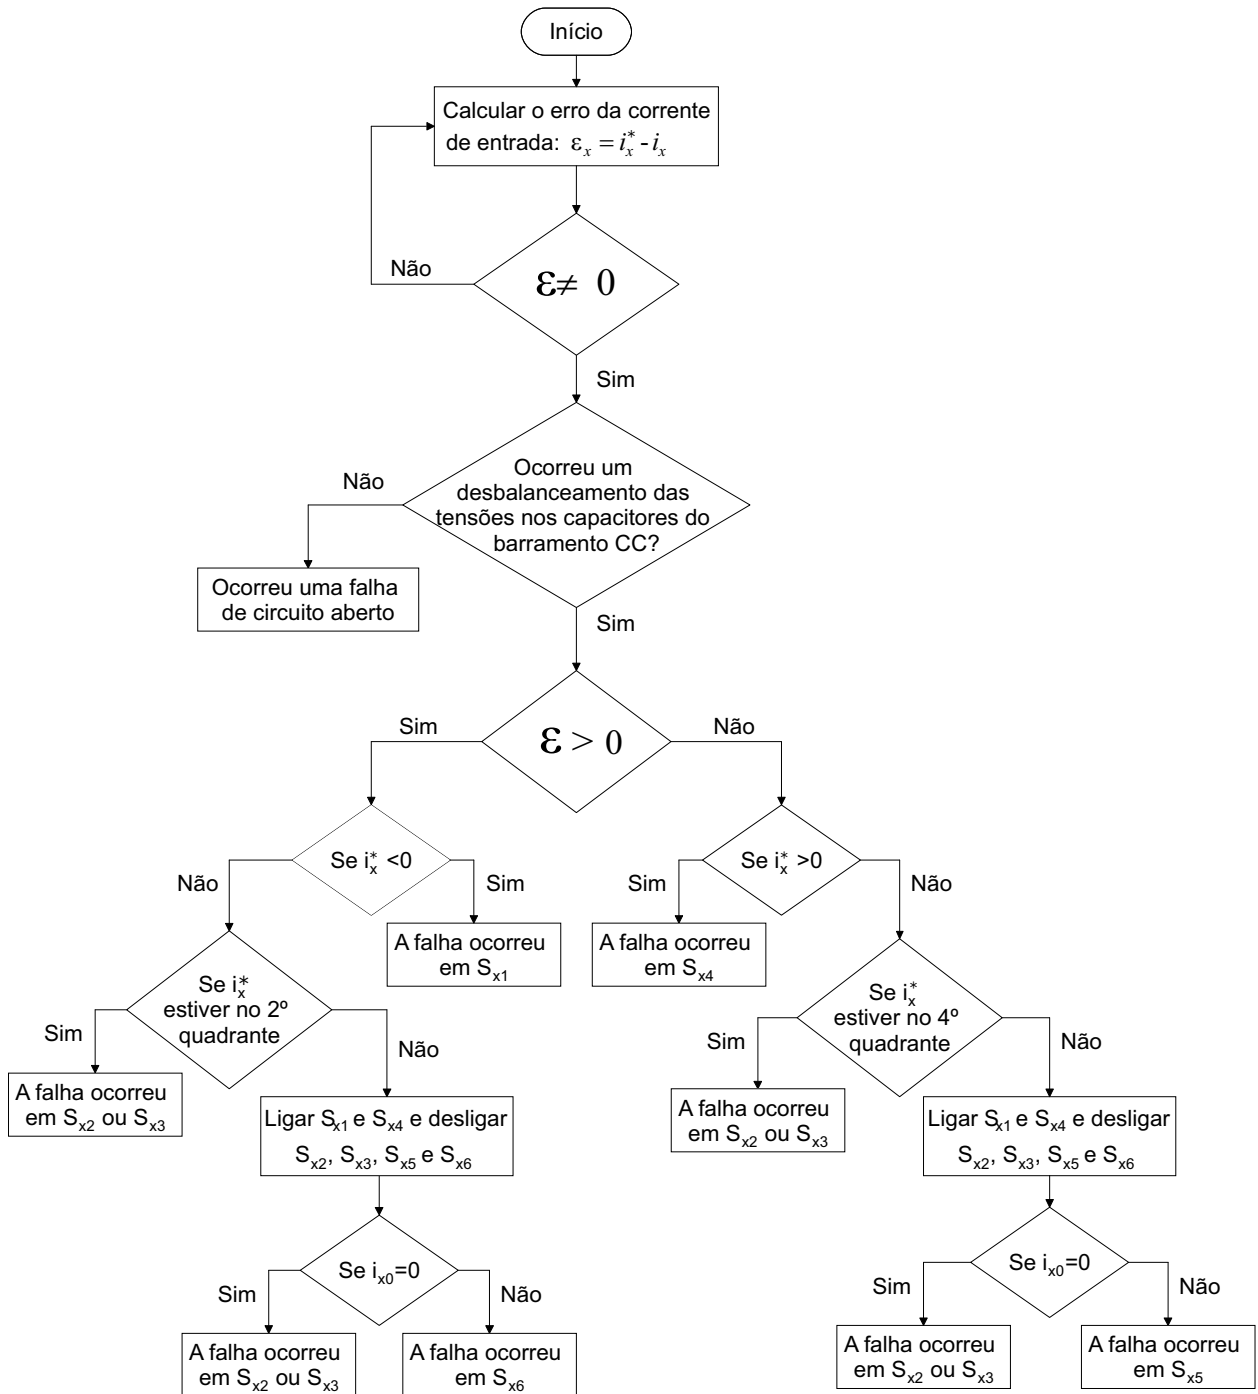 Início
Calcular o erro da corrente
de entrada: εₓ = iₓ* - iₓ
Não
ε≠ 0
Sim
Não
Ocorreu um
desbalanceamento das
tensões nos capacitores do
barramento CC?
Ocorreu uma falha
de circuito aberto
Sim
Sim
ε > 0
Não
Não
Se iₓ* <0
Sim
Sim
Se iₓ* >0
Não
A falha ocorreu
em Sx1
A falha ocorreu
em Sx4
Sim
Se iₓ*
estiver no 2º
quadrante
Não
Sim
Se iₓ*
estiver no 4º
quadrante
Não
A falha ocorreu
em Sx2 ou Sx3
Ligar Sx1 e Sx4 e desligar
Sx2, Sx3, Sx5 e Sx6
A falha ocorreu
em Sx2 ou Sx3
Ligar Sx1 e Sx4 e desligar
Sx2, Sx3, Sx5 e Sx6
Sim
Se ix0=0
Não
Sim
Se ix0=0
Não
A falha ocorreu
em Sx2 ou Sx3
A falha ocorreu
em Sx6
A falha ocorreu
em Sx2 ou Sx3
A falha ocorreu
em Sx5